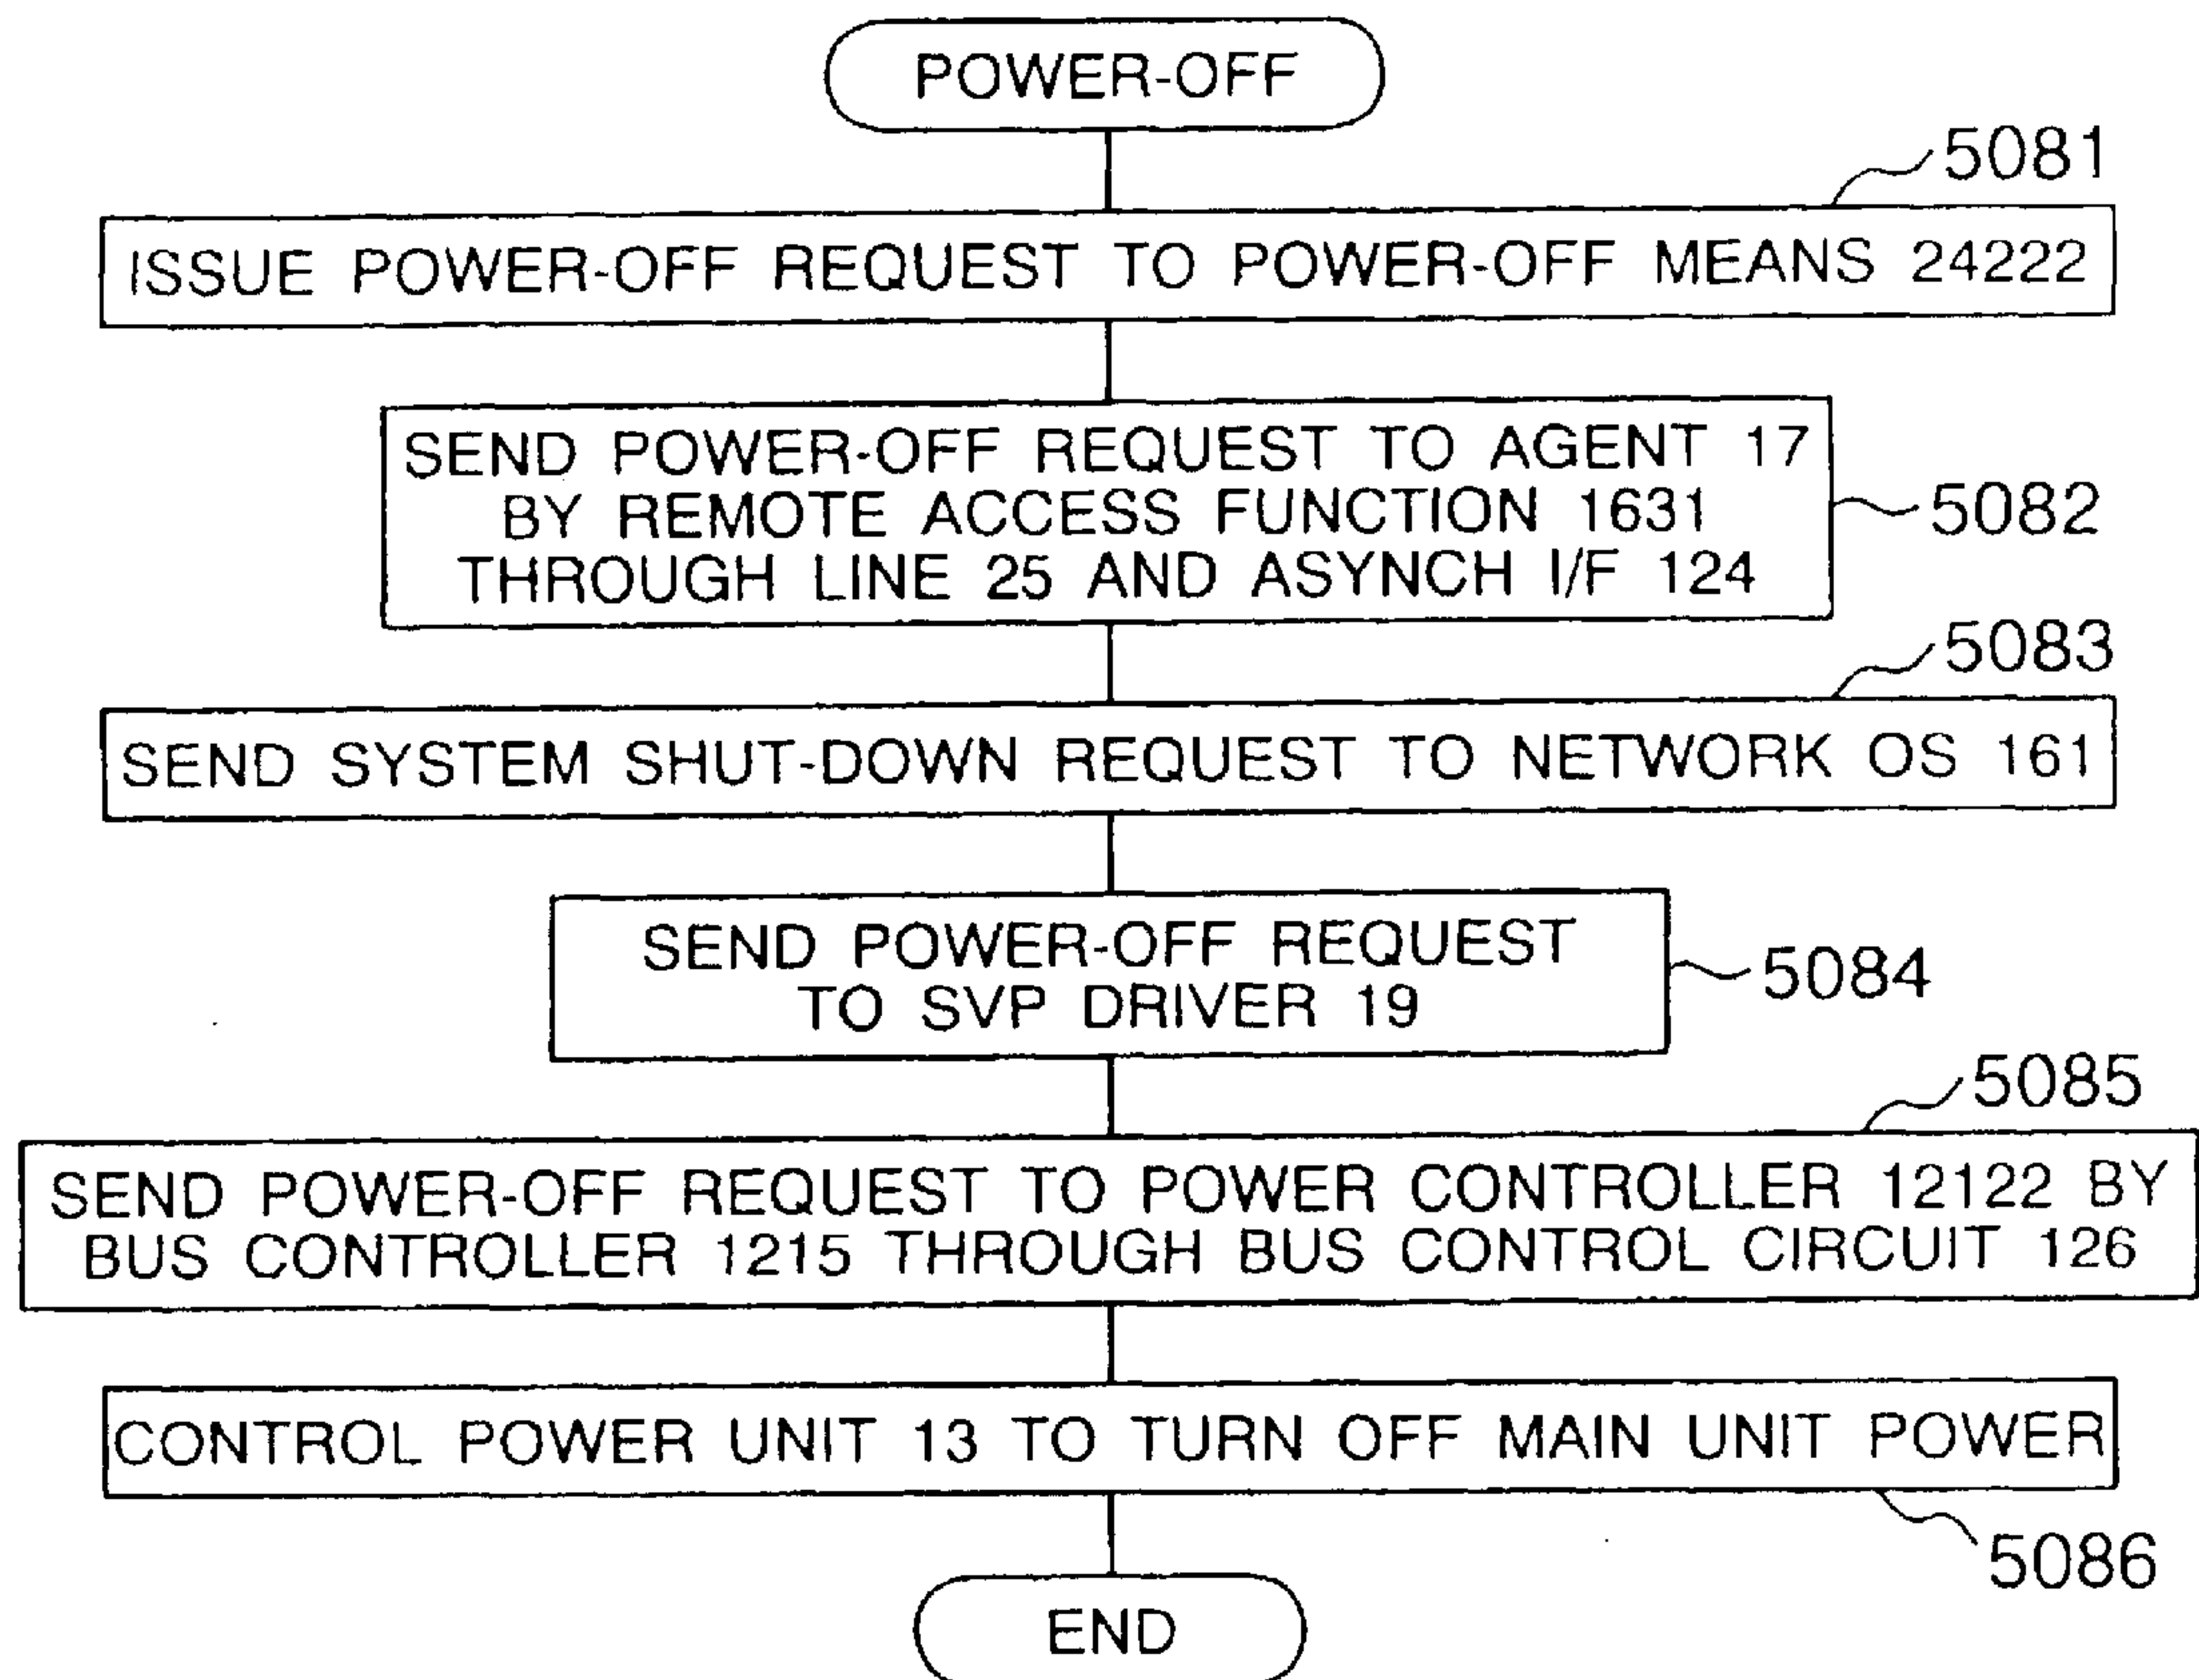 POWER-OFF
5081
ISSUE POWER-OFF REQUEST TO POWER-OFF MEANS 24222
SEND POWER-OFF REQUEST TO AGENT 17
BY REMOTE ACCESS FUNCTION 1631
THROUGH LINE 25 AND ASYNCH I/F 124
5082
5083
SEND SYSTEM SHUT-DOWN REQUEST TO NETWORK OS 161
SEND POWER-OFF REQUEST
TO SVP DRIVER 19
5084
5085
SEND POWER-OFF REQUEST TO POWER CONTROLLER 12122 BY
BUS CONTROLLER 1215 THROUGH BUS CONTROL CIRCUIT 126
CONTROL POWER UNIT 13 TO TURN OFF MAIN UNIT POWER
5086
END